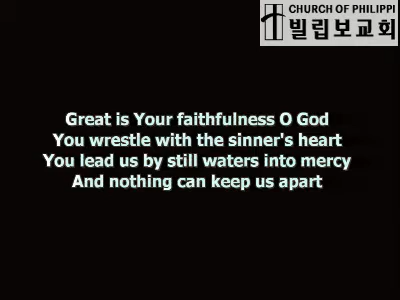 CHURCH OF PHILIPPI
빌립보교회
Great is Your faithfulness O God
You wrestle with the sinner's heart
You lead us by still waters into mercy
And nothing can keep us apart